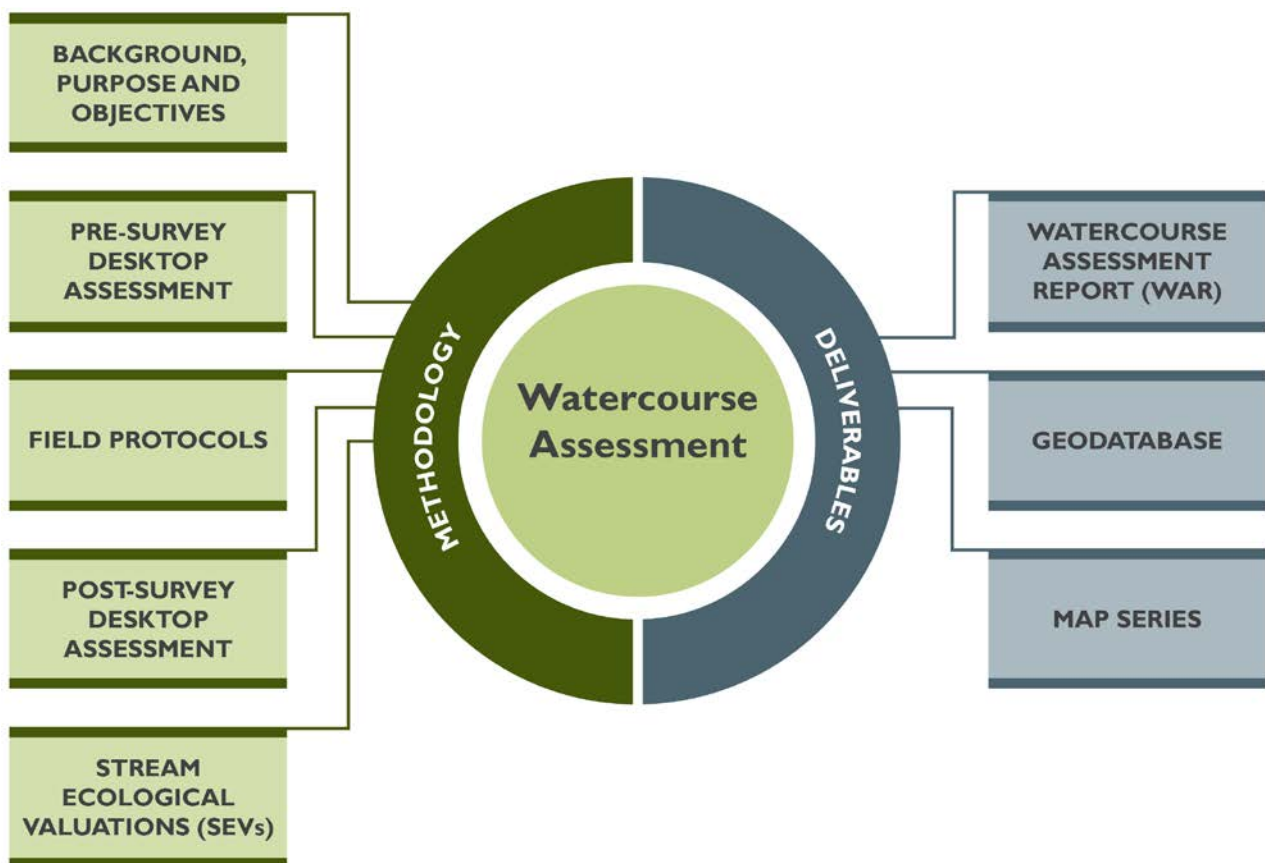 BACKGROUND,
PURPOSE AND
OBJECTIVES
PRE-SURVEY
DESKTOP
ASSESSMENT
FIELD PROTOCOLS
POST-SURVEY
DESKTOP
ASSESSMENT
STREAM
ECOLOGICAL
VALUATIONS (SEVs)
METHODOLOGY
Watercourse
Assessment
DELIVERABLES
WATERCOURSE
ASSESSMENT
REPORT (WAR)
GEODATABASE
MAP SERIES